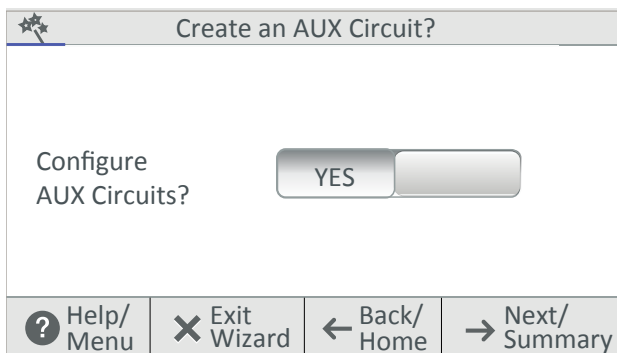 Create an AUX Circuit?
Configure
AUX Circuits?
YES
? Help/
Menu
Exit
Wizard
Back/
Home
Next/
Summary